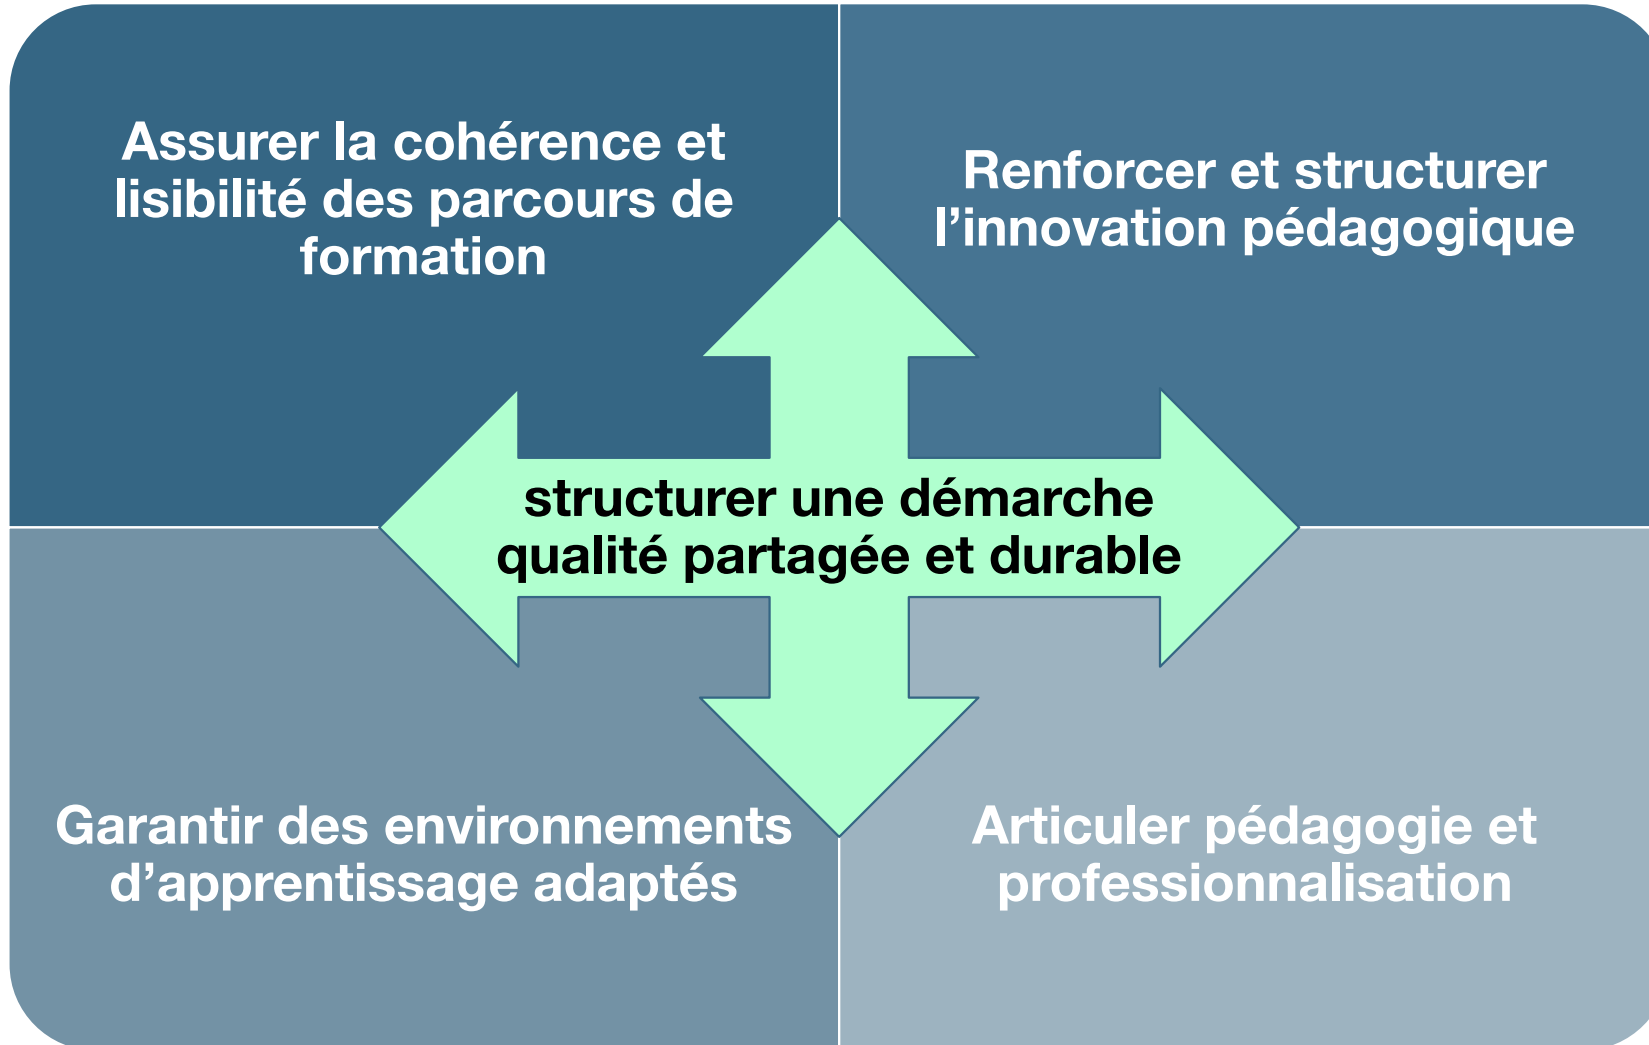 Assurer la cohérence et
lisibilité des parcours de
formation
Renforcer et structurer
l’innovation pédagogique
structurer une démarche
qualité partagée et durable
Garantir des environnements
d’apprentissage adaptés
Articuler pédagogie et
professionnalisation